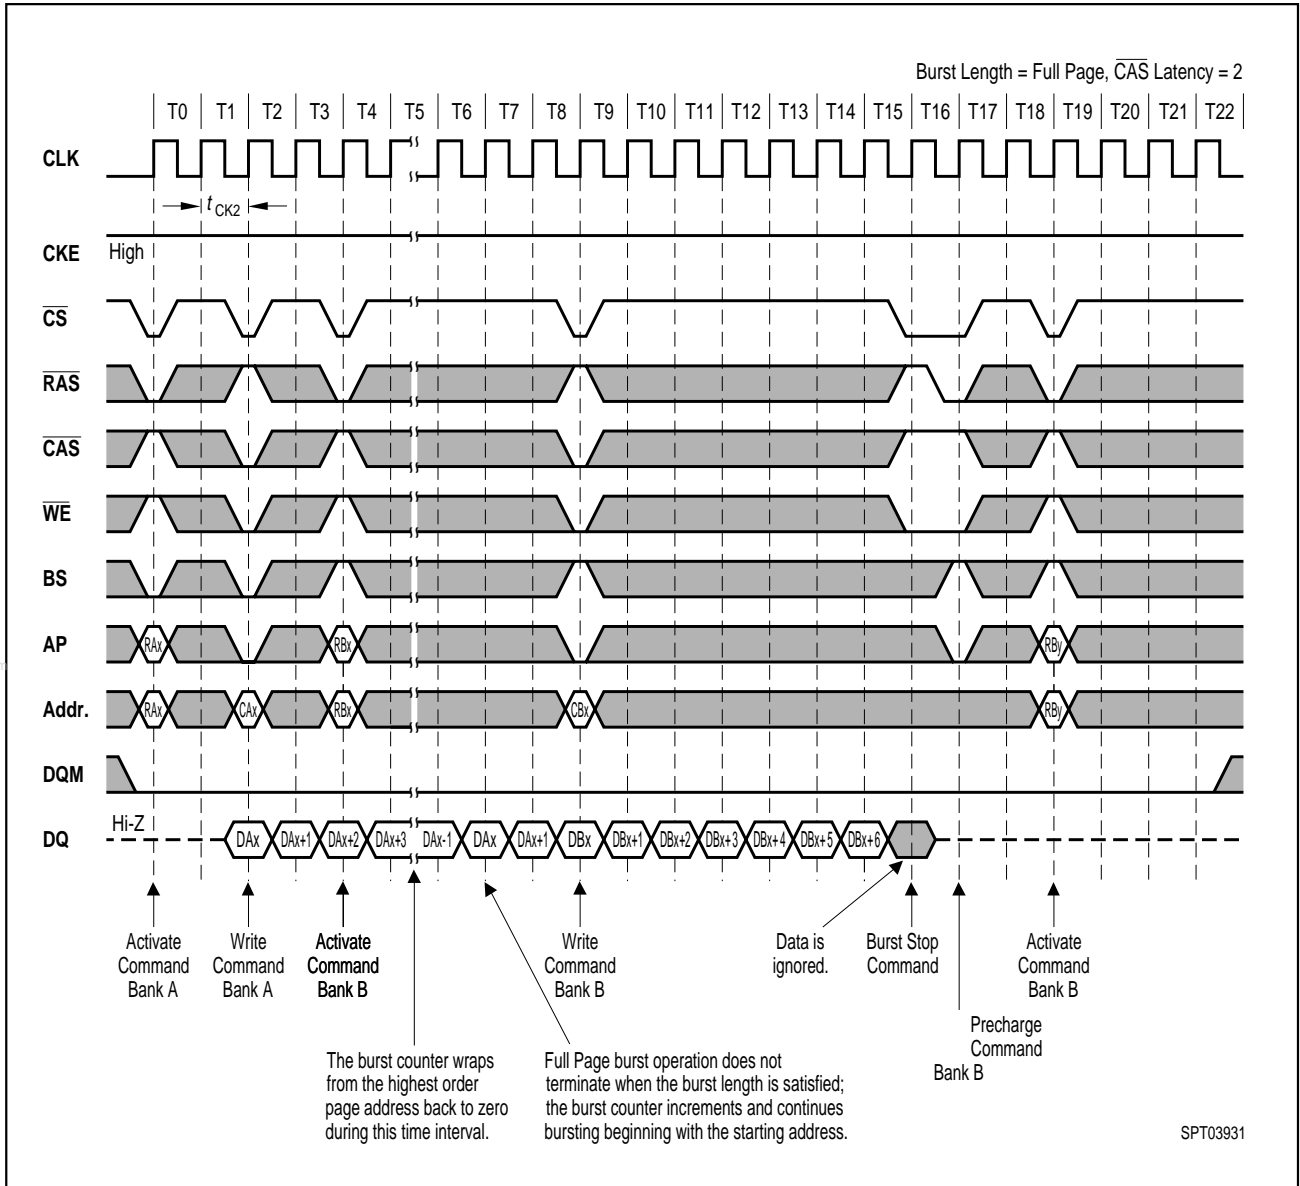 Burst Length = Full Page, CAS Latency = 2
T0 T1 T2 T3 T4 T5 T6 T7 T8 T9 T10 T11 T12 T13 T14 T15 T16 T17 T18 T19 T20 T21 T22
CLK
t CK2
CKE High
CS
RAS
CAS
WE
BS
AP RAx RBx RBy
Addr. RAx CAx RBx CBx RBy
DQM
DQ Hi-Z DAx DAx+1 DAx+2 DAx+3 DAx-1 DAx DAx+1 DBx DBx+1 DBx+2 DBx+3 DBx+4 DBx+5 DBx+6
Activate Command Bank A
Write Command Bank A
Activate Command Bank B
Write Command Bank B
Data is ignored.
Burst Stop Command
Activate Command Bank B
Precharge Command Bank B
The burst counter wraps
from the highest order
page address back to zero
during this time interval.
Full Page burst operation does not
terminate when the burst length is satisfied;
the burst counter increments and continues
bursting beginning with the starting address.
SPT03931